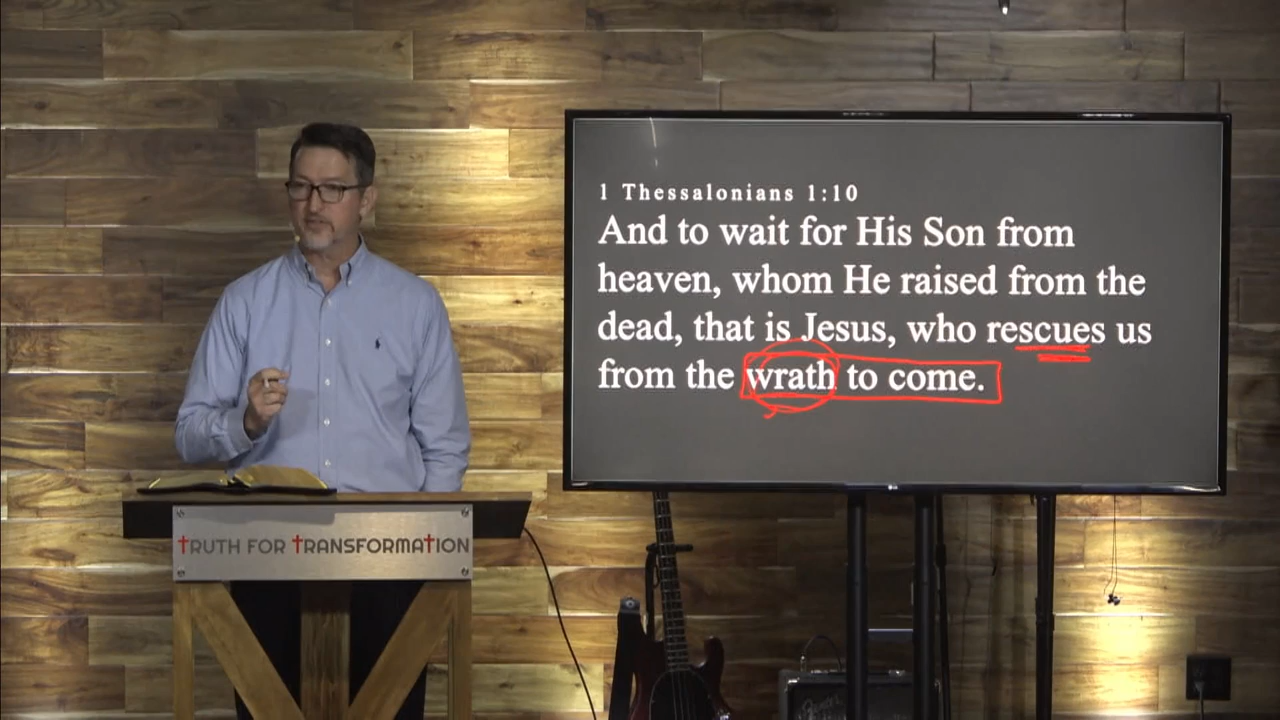 1 Thessalonians 1:10
And to wait for His Son from
heaven, whom He raised from the
dead, that is Jesus, who rescues us
from the wrath to come.
TRUTH FOR TRANSFORMATION